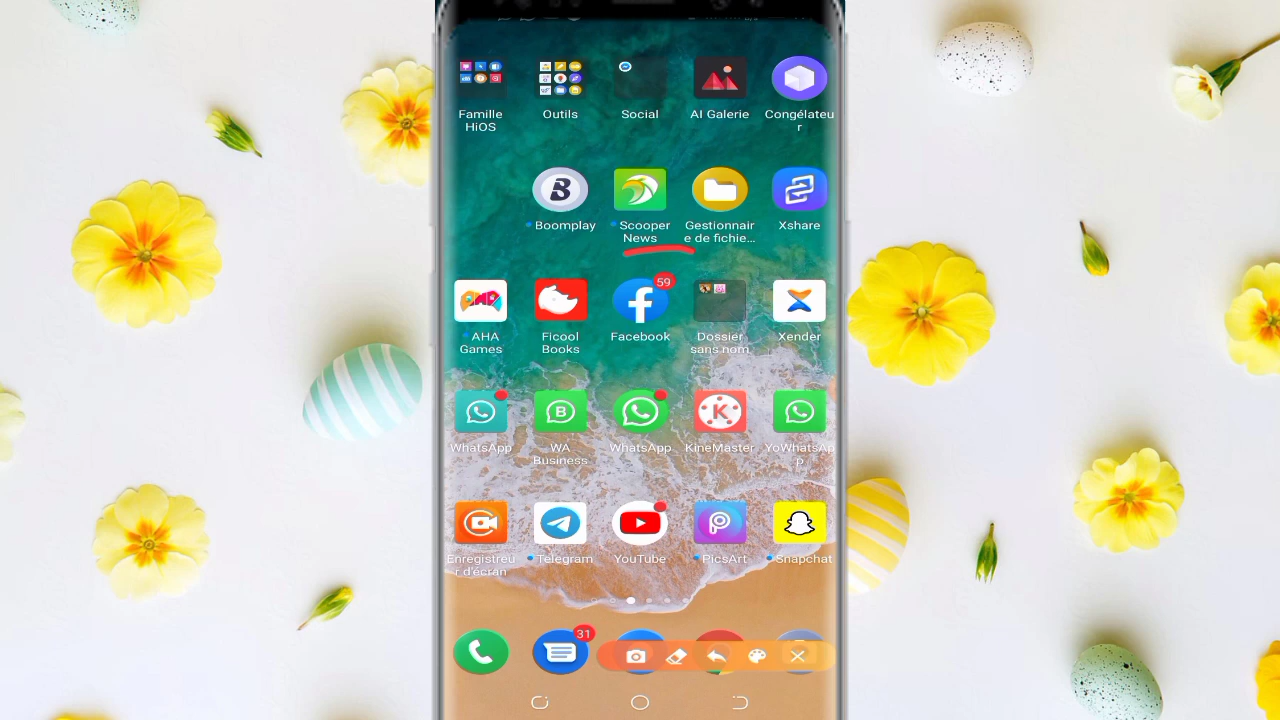 Famille
HiOS
Outils
Social
AI Galerie
Congélateu
r
Boomplay
Scooper
News
Gestionnair
e de fichie...
Xshare
AHA
Games
Ficool
Books
59
Facebook
Dossier
sans nom
Xender
WhatsApp
B
WA
Business
WhatsApp
K
KineMaster
YoWhatsAp
p
Enregistreu
r d'écran
Telegram
YouTube
PicsArt
Snapchat
31